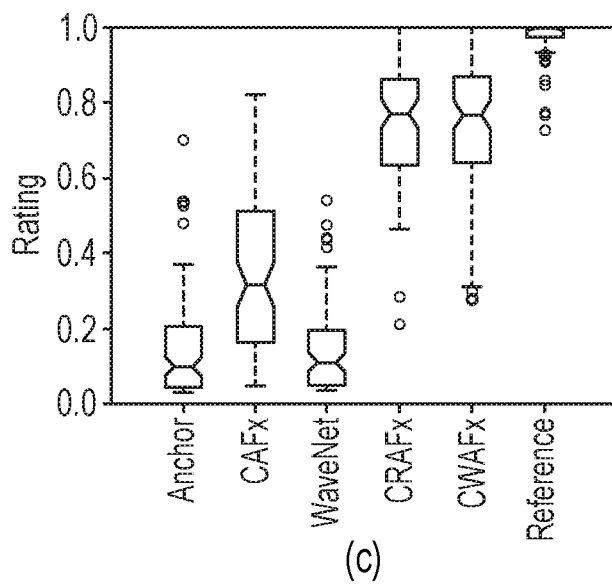 Rating
1.0
0.8
0.6
0.4
0.2
0.0
Anchor
CAFx
WaveNet
CRAFx
CWAFx
Reference
(c)